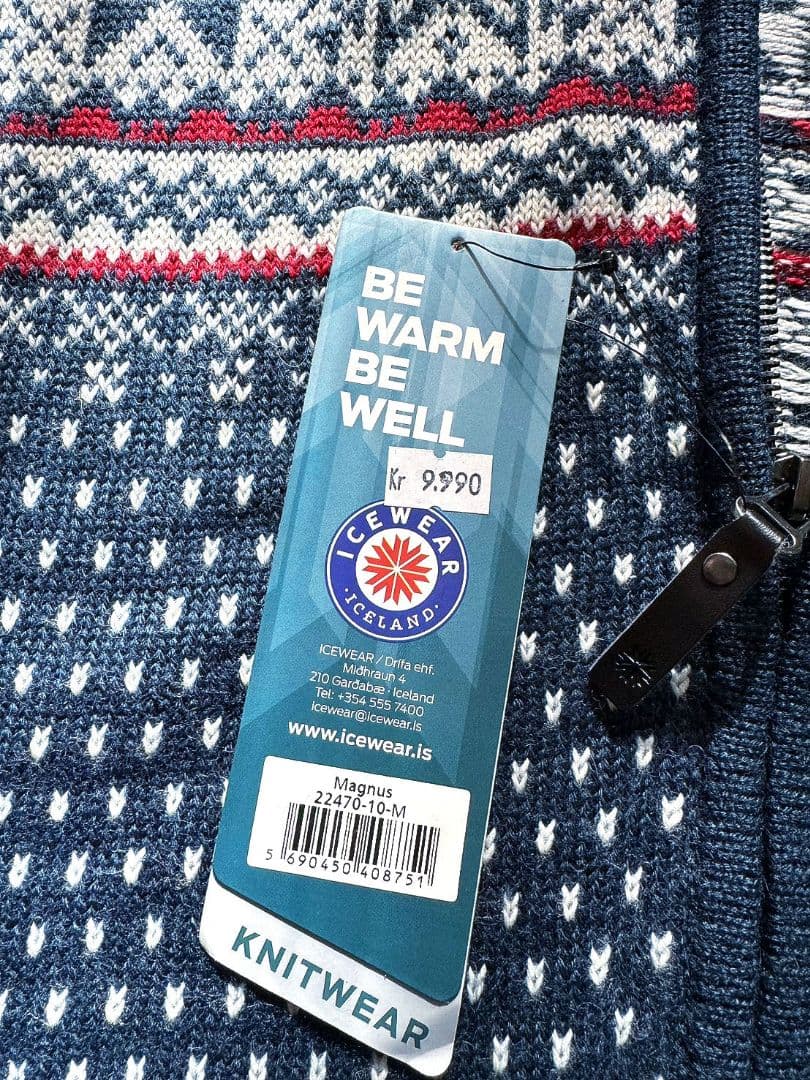 BE
WARM
BE
WELL
Kr 9.990
ICEWEAR
·ICELAND·
ICEWEAR / Drífa ehf.
Miðhraun 4
210 Garðabæ · Iceland
Tel: +354 555 7400
icewear@icewear.is
www.icewear.is
Magnus
22470-10-M
5 690450 408751
KNITWEAR